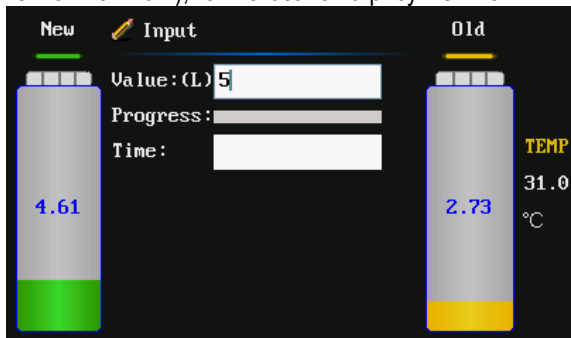 New
Input
Old
Value:(L) 5
Progress:
Time:
TEMP
31.0
4.61
2.73
°C